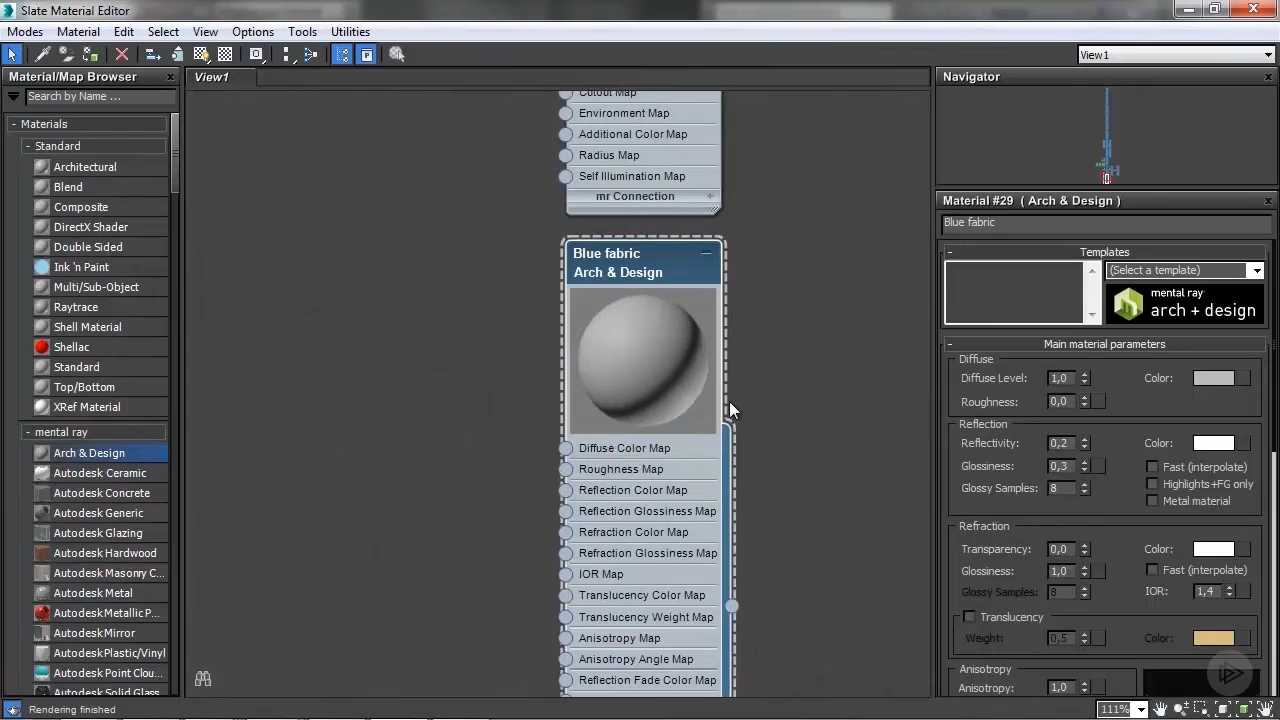 Slate Material Editor
Modes Material Edit Select View Options Tools Utilities
View1
Material/Map Browser
Search by Name ...
- Materials
- Standard
Architectural
Blend
Composite
DirectX Shader
Double Sided
Ink 'n Paint
Multi/Sub-Object
Raytrace
Shell Material
Shellac
Standard
Top/Bottom
XRef Material
- mental ray
Arch & Design
Autodesk Ceramic
Autodesk Concrete
Autodesk Generic
Autodesk Glazing
Autodesk Hardwood
Autodesk Masonry C...
Autodesk Metal
Autodesk Metallic P...
Autodesk Mirror
Autodesk Plastic/Vinyl
Autodesk Point Clou...
Autodesk Solid Glass
View1
Cutout Map
Environment Map
Additional Color Map
Radius Map
Self Illumination Map
mr Connection +
Blue fabric
Arch & Design
Diffuse Color Map
Roughness Map
Reflection Color Map
Reflection Glossiness Map
Refraction Color Map
Refraction Glossiness Map
IOR Map
Translucency Color Map
Translucency Weight Map
Anisotropy Map
Anisotropy Angle Map
Reflection Fade Color Map
Navigator
Material #29 ( Arch & Design )
Blue fabric
- Templates
(Select a template)
mental ray
arch + design
- Main material parameters
Diffuse
Diffuse Level: 1,0 Color:
Roughness: 0,0
Reflection
Reflectivity: 0,2 Color:
Glossiness: 0,3 Fast (interpolate)
Glossy Samples: 8 Highlights+FG only
Metal material
Refraction
Transparency: 0,0 Color:
Glossiness: 1,0 Fast (interpolate)
Glossy Samples: 8 IOR: 1,4
Translucency
Weight: 0,5 Color:
Anisotropy
Anisotropy: 1,0
Rendering finished
111%